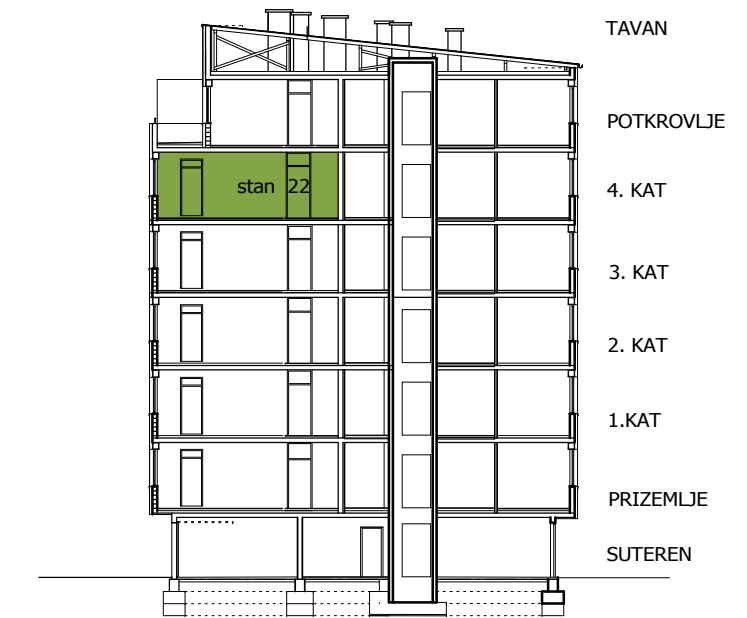 TAVAN
POTKROVLJE
stan 22
4. KAT
3. KAT
2. KAT
1.KAT
PRIZEMLJE
SUTEREN